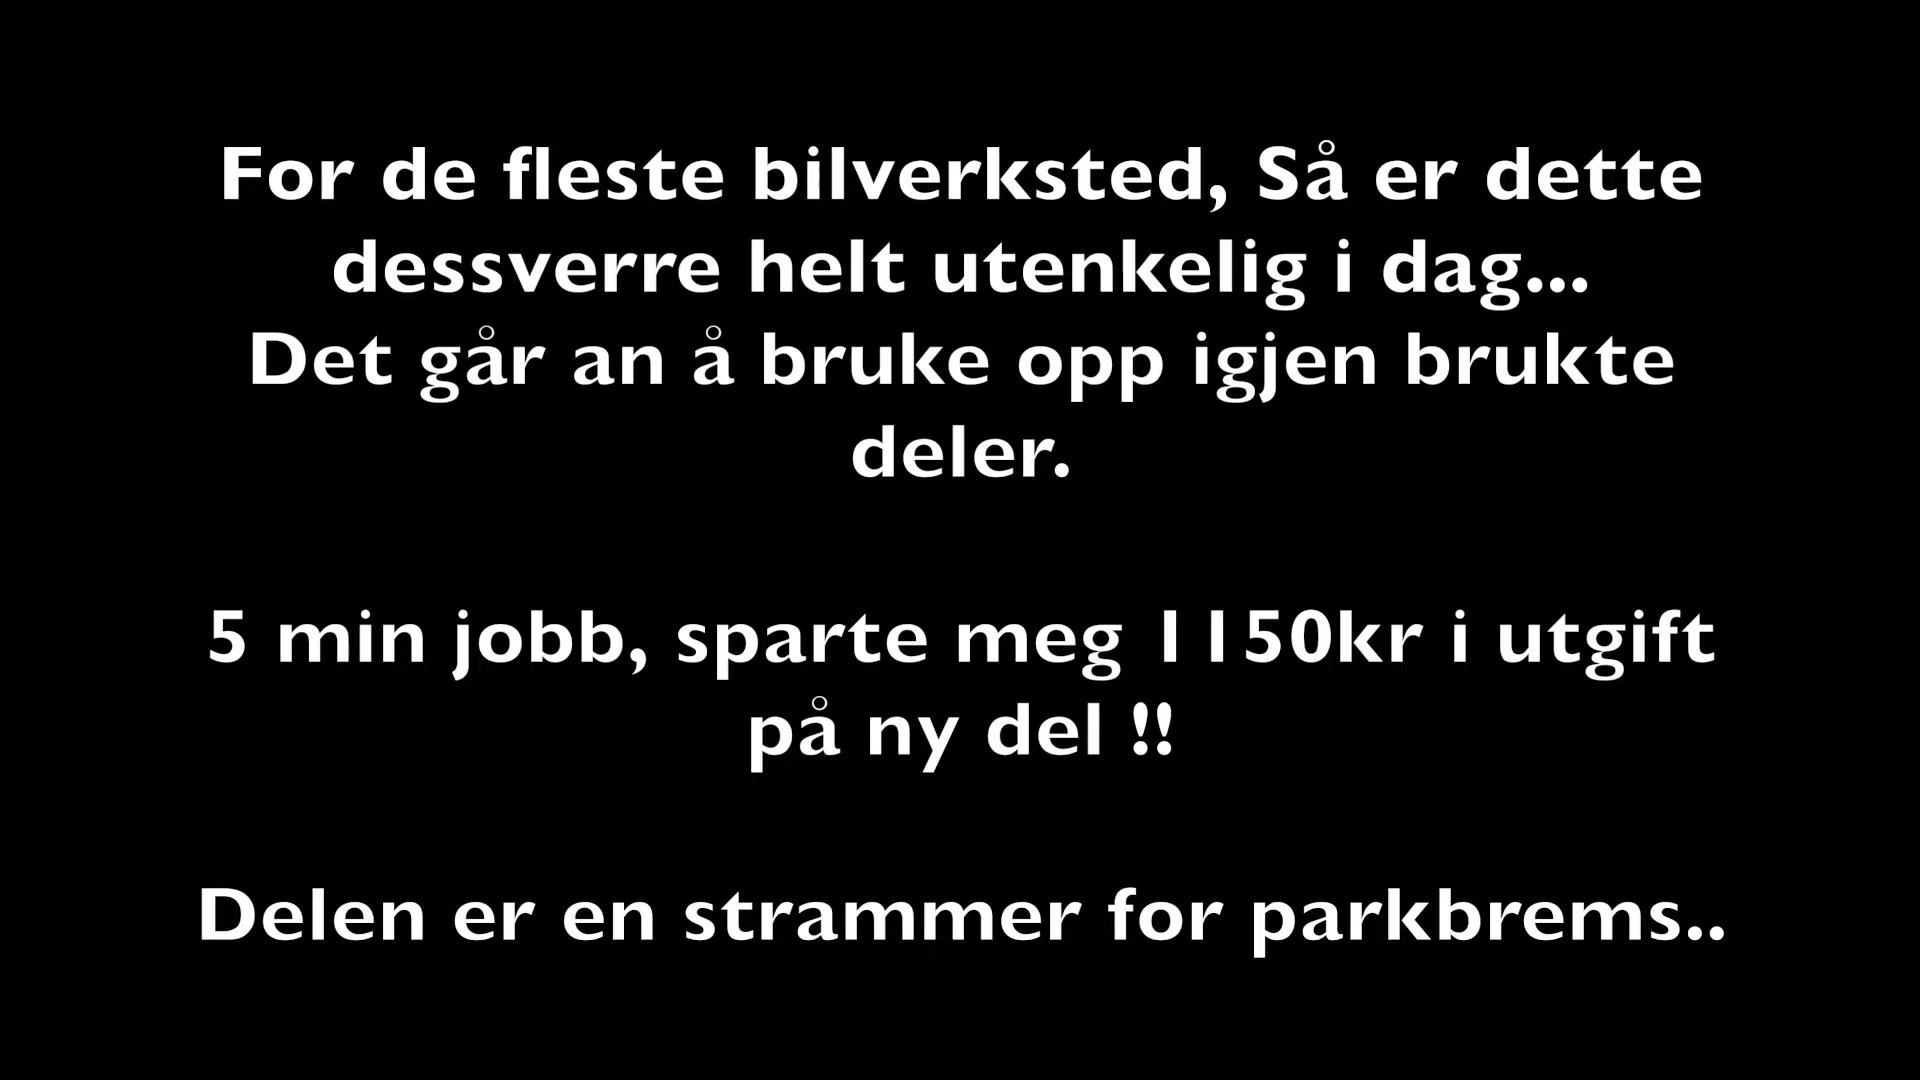 For de fleste bilverksted, Så er dette
dessverre helt utenkelig i dag...
Det går an å bruke opp igjen brukte
deler.
5 min jobb, sparte meg 1150kr i utgift
på ny del !!
Delen er en strammer for parkbrems..